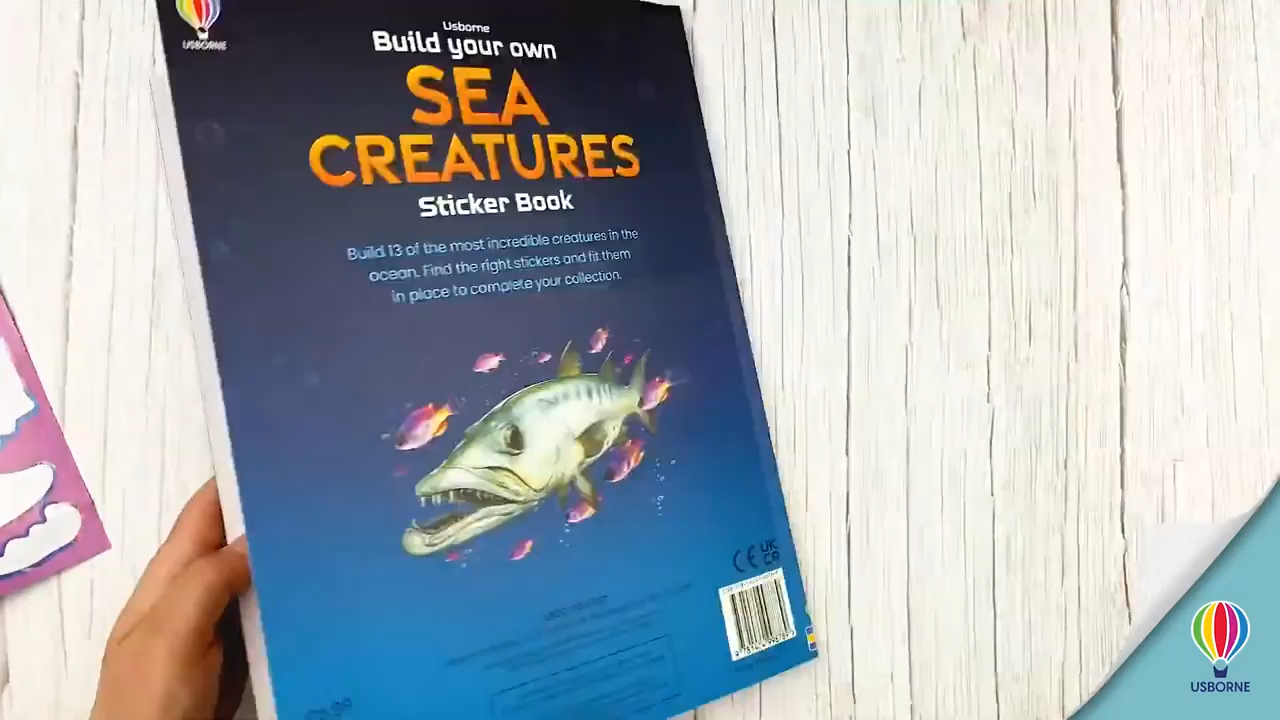 USBORNE
Usborne
Build your own
SEA
CREATURES
Sticker Book
Build 13 of the most incredible creatures in the
ocean. Find the right stickers and fit them
in place to complete your collection.
CE UK
CA
USBORNE